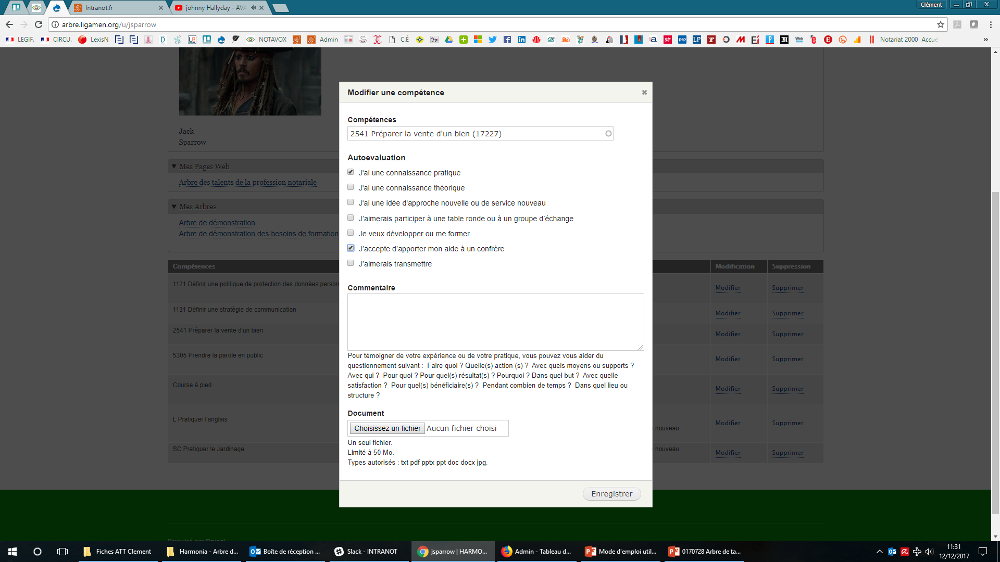 Intranot.fr
johnny Hallyday - AVA
Clément
arbre.ligamen.org/u/jsparrow
LEGIF.
CIRCU.
LexisN
NOTAVOX
Admin
C.É
Notariat 2000
Accue
Jack
Sparrow
Mes Pages Web
Arbre des talents de la profession notariale
Mes Arbres
Arbre de démonstration
Arbre de démonstration des besoins de formation
Compétences
Modification
Suppression
1121 Définir une politique de protection des données person
Modifier
Supprimer
1131 Définir une stratégie de communication
Modifier
Supprimer
2541 Préparer la vente d'un bien
Modifier
Supprimer
5305 Prendre la parole en public
Modifier
Supprimer
Course à pied
Modifier
Supprimer
L Pratiquer l'anglais
nouveau
Modifier
Supprimer
SC Pratiquer le Jardinage
nouveau
Modifier
Supprimer
Modifier une compétence
Compétences
2541 Préparer la vente d'un bien (17227)
Autoevaluation
J'ai une connaissance pratique
J'ai une connaissance théorique
J'ai une idée d'approche nouvelle ou de service nouveau
J’aimerais participer à une table ronde ou à un groupe d’échange
Je veux développer ou me former
J’accepte d’apporter mon aide à un confrère
J’aimerais transmettre
Commentaire
Pour témoigner de votre expérience ou de votre pratique, vous pouvez vous aider du
questionnement suivant :  Faire quoi ? Quelle(s) action (s) ?  Avec quels moyens ou supports ?
Avec qui ?  Pour quoi ? Pour quel(s) résultat(s) ? Pourquoi ? Dans quel but ?  Avec quelle
satisfaction ?  Pour quel(s) bénéficiaire(s) ?  Pendant combien de temps ?  Dans quel lieu ou
structure ?
Document
Choisissez un fichier Aucun fichier choisi
Un seul fichier.
Limité à 50 Mo.
Types autorisés : txt pdf pptx ppt doc docx jpg.
Enregistrer
Fiches ATT Clement
Harmonia - Arbre d...
Boîte de réception ...
Slack - INTRANOT
jsparrow | HARMO...
Admin - Tableau d...
Mode d'emploi util...
0170728 Arbre de ta...
11:31
12/12/2017